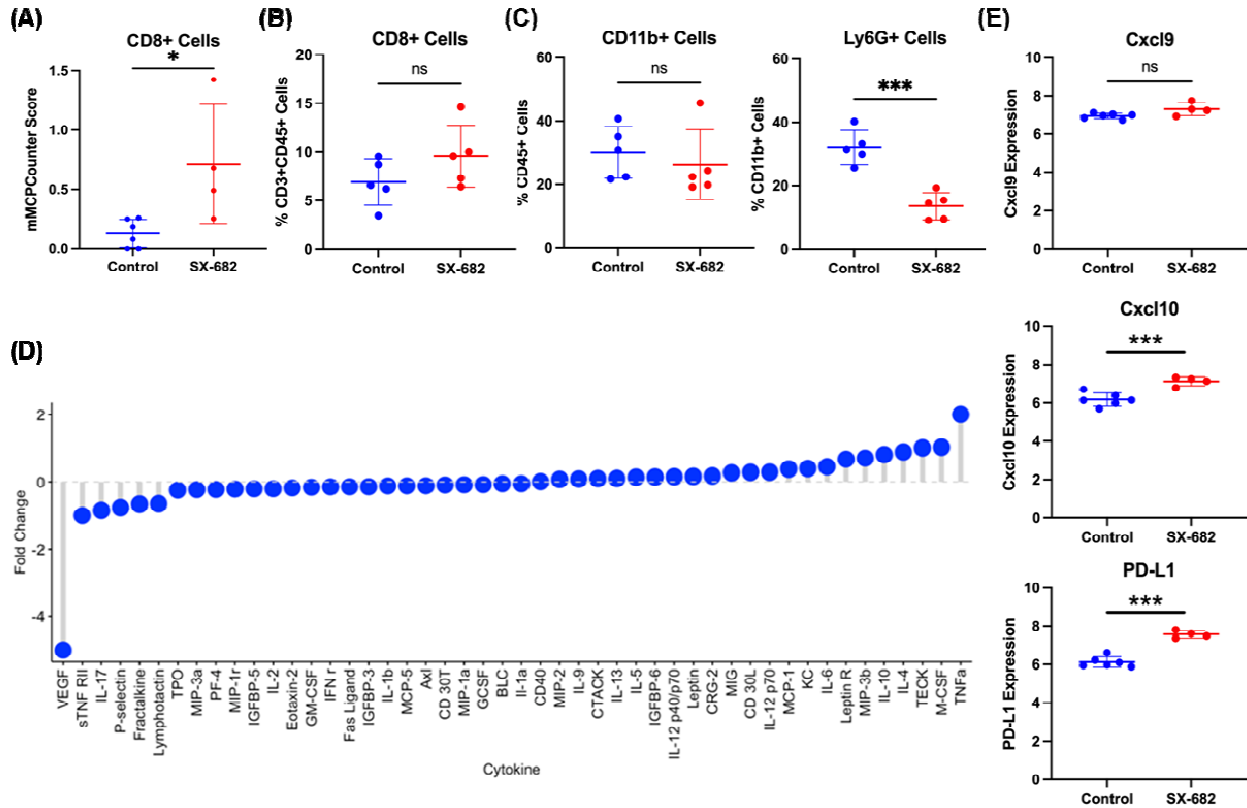 (A)
CD8+ Cells
*
mMCPCounter Score
1.5
1.0
0.5
0.0
Control
SX-682
(B)
CD8+ Cells
ns
% CD3+CD45+ Cells
20
15
10
5
0
Control
SX-682
(C)
CD11b+ Cells
ns
% CD45+ Cells
60
40
20
0
Control
SX-682
Ly6G+ Cells
***
% CD11b+ Cells
60
40
20
0
Control
SX-682
(D)
Fold Change
2
0
-2
-4
VEGF
sTNF RII
IL-17
P-selectin
Fractalkine
Lymphotactin
TPO
MIP-3a
PF-4
MIP-1r
IGFBP-5
IL-2
Eotaxin-2
GM-CSF
IFN r
Fas Ligand
IGFBP-3
IL-1b
MCP-5
Axl
CD 30T
MIP-1a
GCSF
BLC
Il-1a
CD40
MIP-2
IL-9
CTACK
IL-13
IL-5
IGFBP-6
IL-12 p40/p70
Leptin
CRG-2
MIG
CD 30L
IL-12 p70
MCP-1
KC
IL-6
Leptin R
MIP-3b
IL-10
IL-4
TECK
M-CSF
TNFa
Cytokine
(E)
Cxcl9
ns
Cxcl9 Expression
10
8
6
4
2
0
Control
SX-682
Cxcl10
***
Cxcl10 Expression
10
8
6
4
2
0
Control
SX-682
PD-L1
***
PD-L1 Expression
10
8
6
4
2
0
Control
SX-682